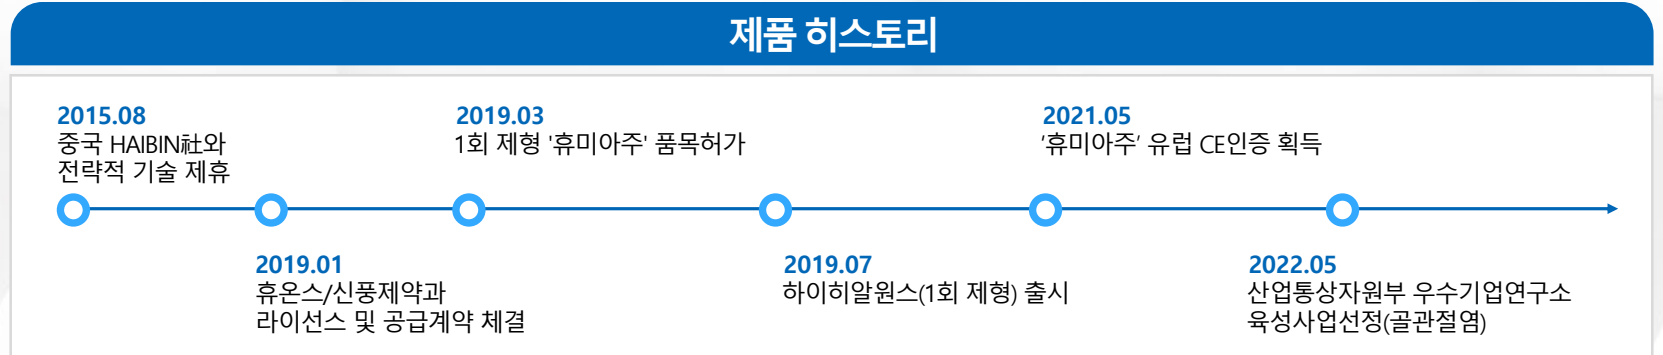 제품 히스토리
2015.08
중국 HAIBIN社와
전략적 기술 제휴
2019.01
휴온스/신풍제약과
라이선스 및 공급계약 체결
2019.03
1회 제형 '휴미아주' 품목허가
2019.07
하이히알원스(1회 제형) 출시
2021.05
‘휴미아주’ 유럽 CE인증 획득
2022.05
산업통상자원부 우수기업연구소
육성사업선정(골관절염)